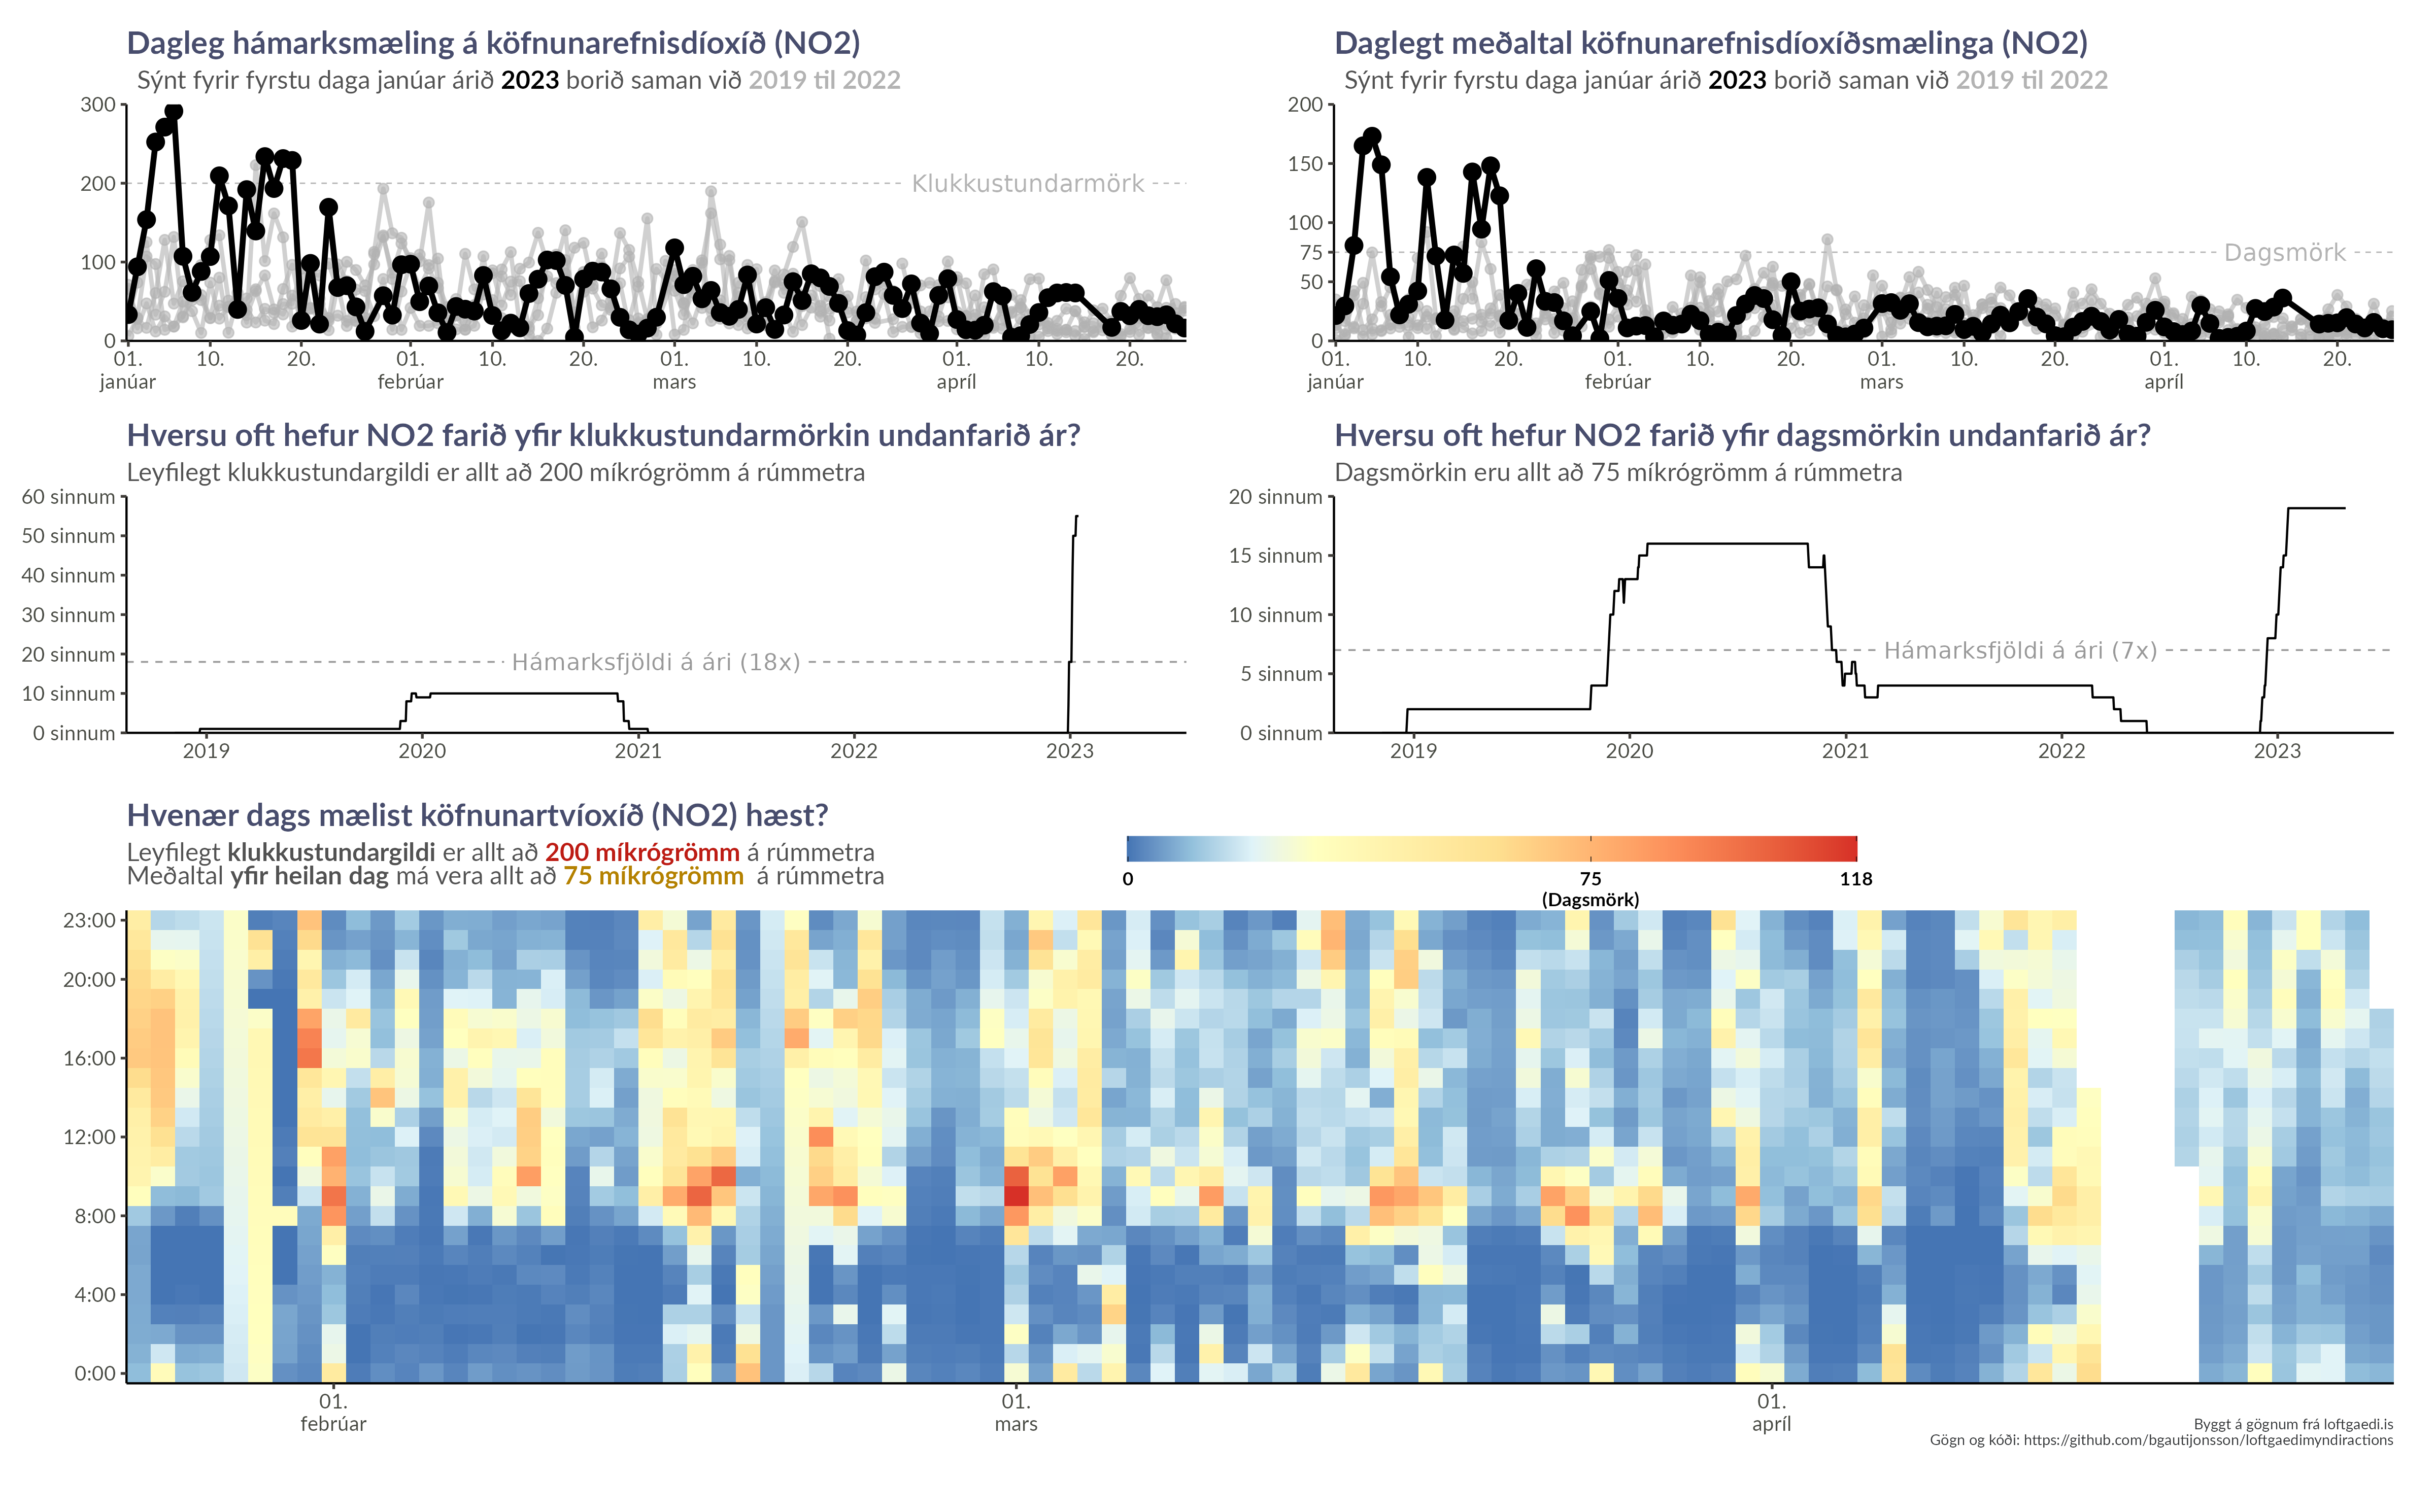 Dagleg hámarksmæling á köfnunarefnisdíoxíð (NO2)
Sýnt fyrir fyrstu daga janúar árið 2023 borið saman við 2019 til 2022
300
200
100
0
Klukkustundarmörk
01. 10. 20. 01. 10. 20. 01. 10. 20. 01. 10. 20.
janúar febrúar mars apríl
Daglegt meðaltal köfnunarefnisdíoxíðsmælinga (NO2)
Sýnt fyrir fyrstu daga janúar árið 2023 borið saman við 2019 til 2022
200
150
100
75
50
0
Dagsmörk
01. 10. 20. 01. 10. 20. 01. 10. 20. 01. 10. 20.
janúar febrúar mars apríl
Hversu oft hefur NO2 farið yfir klukkustundarmörkin undanfarið ár?
Leyfilegt klukkustundargildi er allt að 200 míkrógrömm á rúmmetra
60 sinnum
50 sinnum
40 sinnum
30 sinnum
20 sinnum
10 sinnum
0 sinnum
Hámarksfjöldi á ári (18x)
2019 2020 2021 2022 2023
Hversu oft hefur NO2 farið yfir dagsmörkin undanfarið ár?
Dagsmörkin eru allt að 75 míkrógrömm á rúmmetra
20 sinnum
15 sinnum
10 sinnum
5 sinnum
0 sinnum
Hámarksfjöldi á ári (7x)
2019 2020 2021 2022 2023
Hvenær dags mælist köfnunartvíoxíð (NO2) hæst?
Leyfilegt klukkustundargildi er allt að 200 míkrógrömm á rúmmetra
Meðaltal yfir heilan dag má vera allt að 75 míkrógrömm á rúmmetra
0 75 118
(Dagsmörk)
23:00
20:00
16:00
12:00
8:00
4:00
0:00
01. 01. 01.
febrúar mars apríl
Byggt á gögnum frá loftgaedi.is
Gögn og kóði: https://github.com/bgautijonsson/loftgaedimyndiractions